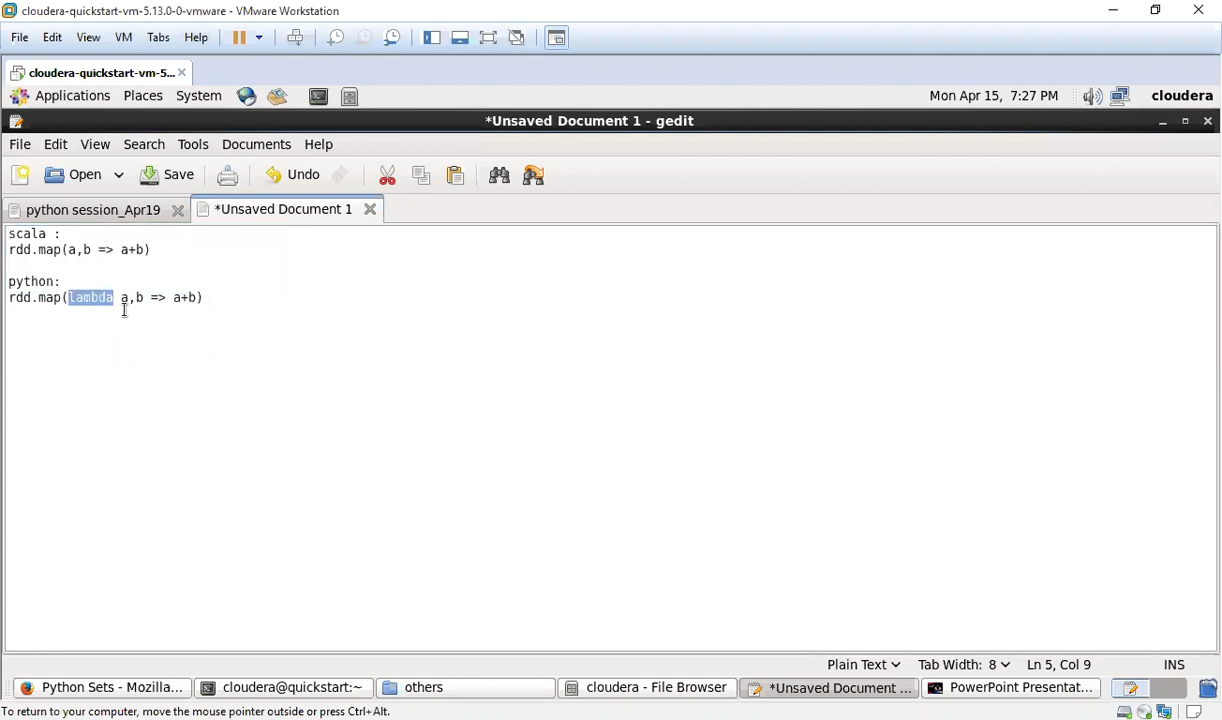 cloudera-quickstart-vm-5.13.0-0-vmware - VMware Workstation
File Edit View VM Tabs Help
cloudera-quickstart-vm-5...
Applications Places System Mon Apr 15, 7:27 PM cloudera
*Unsaved Document 1 - gedit
File Edit View Search Tools Documents Help
Open Save Undo
python session_Apr19 *Unsaved Document 1
scala :
rdd.map(a,b => a+b)
python:
rdd.map(lambda a,b => a+b)
Plain Text Tab Width: 8 Ln 5, Col 9 INS
Python Sets - Mozilla... cloudera@quickstart:~ others cloudera - File Browser *Unsaved Document ... PowerPoint Presentat...
To return to your computer, move the mouse pointer outside or press Ctrl+Alt.